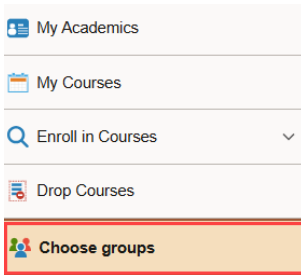 My Academics
My Courses
Enroll in Courses
Drop Courses
Choose groups